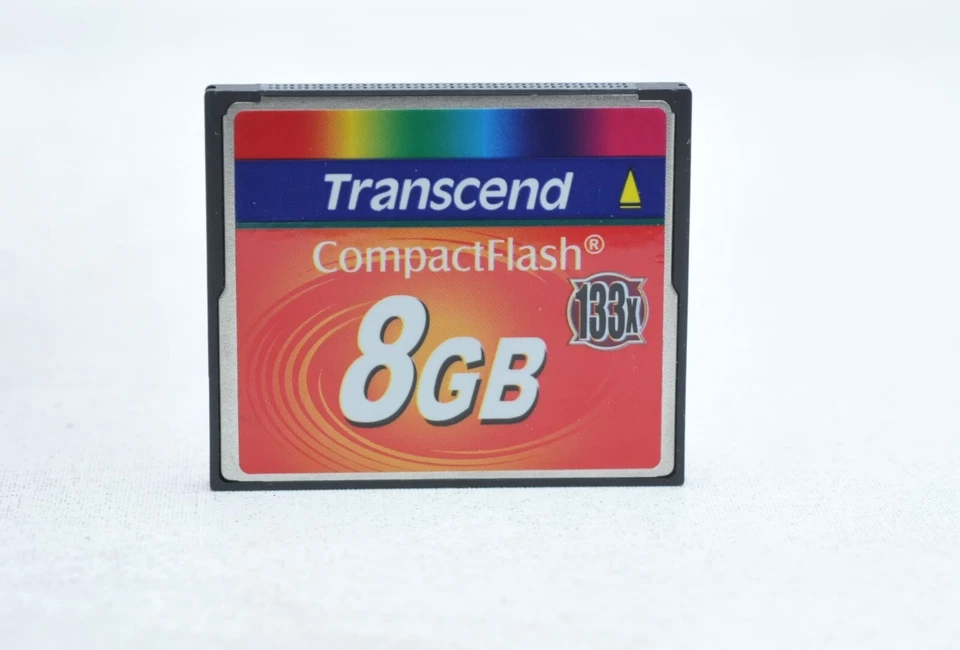 Transcend
CompactFlash®
133x
8GB